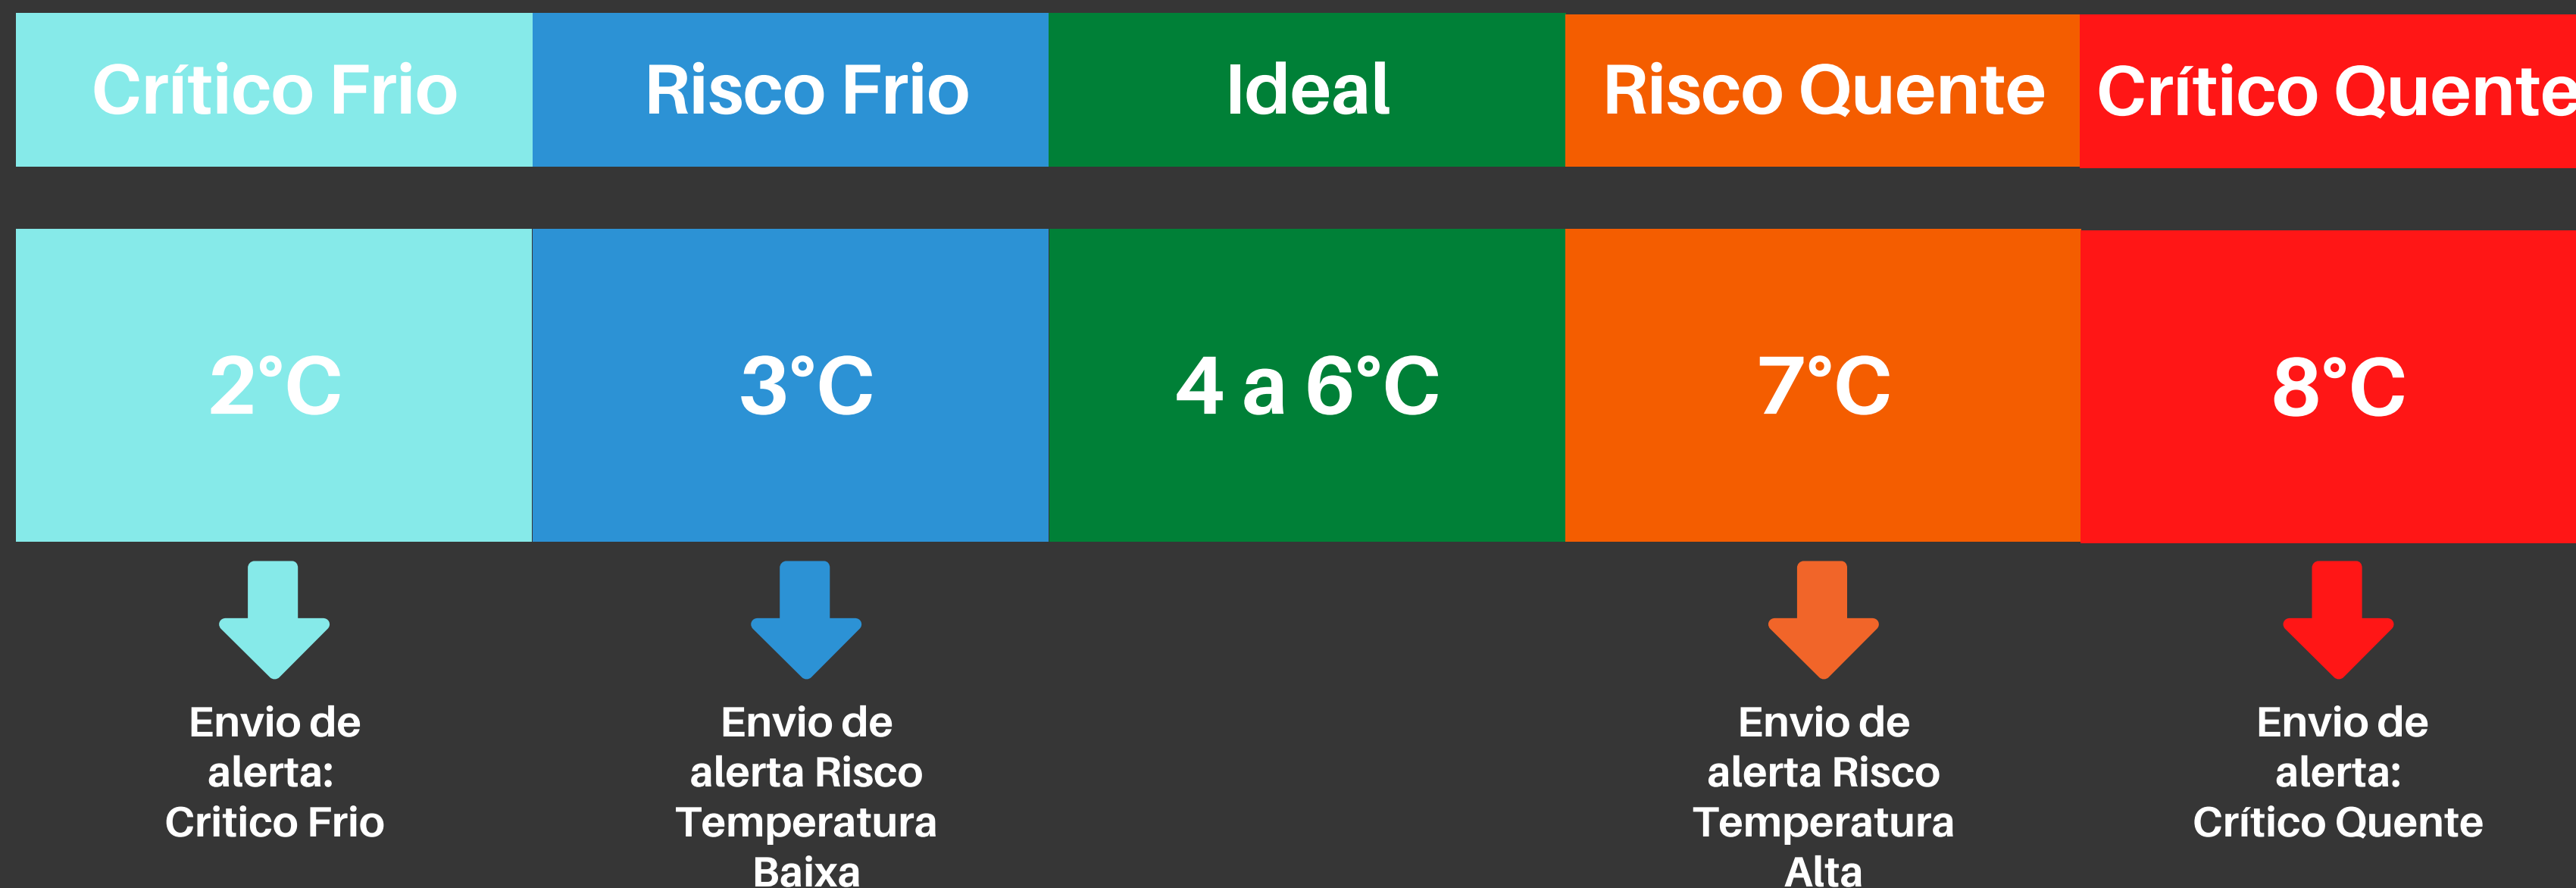 Crítico Frio
Risco Frio
Ideal
Risco Quente
Crítico Quente
2°C
3°C
4 a 6°C
7°C
8°C
Envio de
alerta:
Critico Frio
Envio de
alerta Risco
Temperatura
Baixa
Envio de
alerta Risco
Temperatura
Alta
Envio de
alerta:
Crítico Quente